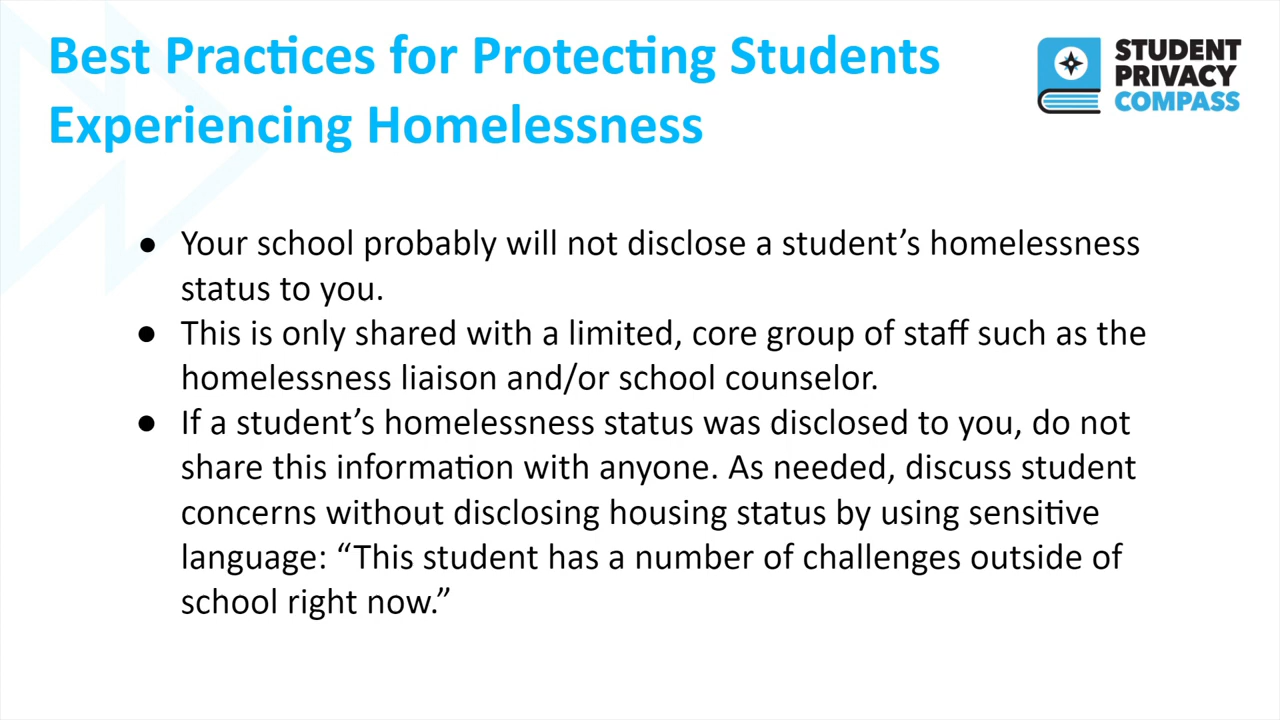 Best Practices for Protecting Students
Experiencing Homelessness
STUDENT
PRIVACY
COMPASS
● Your school probably will not disclose a student’s homelessness
status to you.
● This is only shared with a limited, core group of staff such as the
homelessness liaison and/or school counselor.
● If a student’s homelessness status was disclosed to you, do not
share this information with anyone. As needed, discuss student
concerns without disclosing housing status by using sensitive
language: “This student has a number of challenges outside of
school right now.”